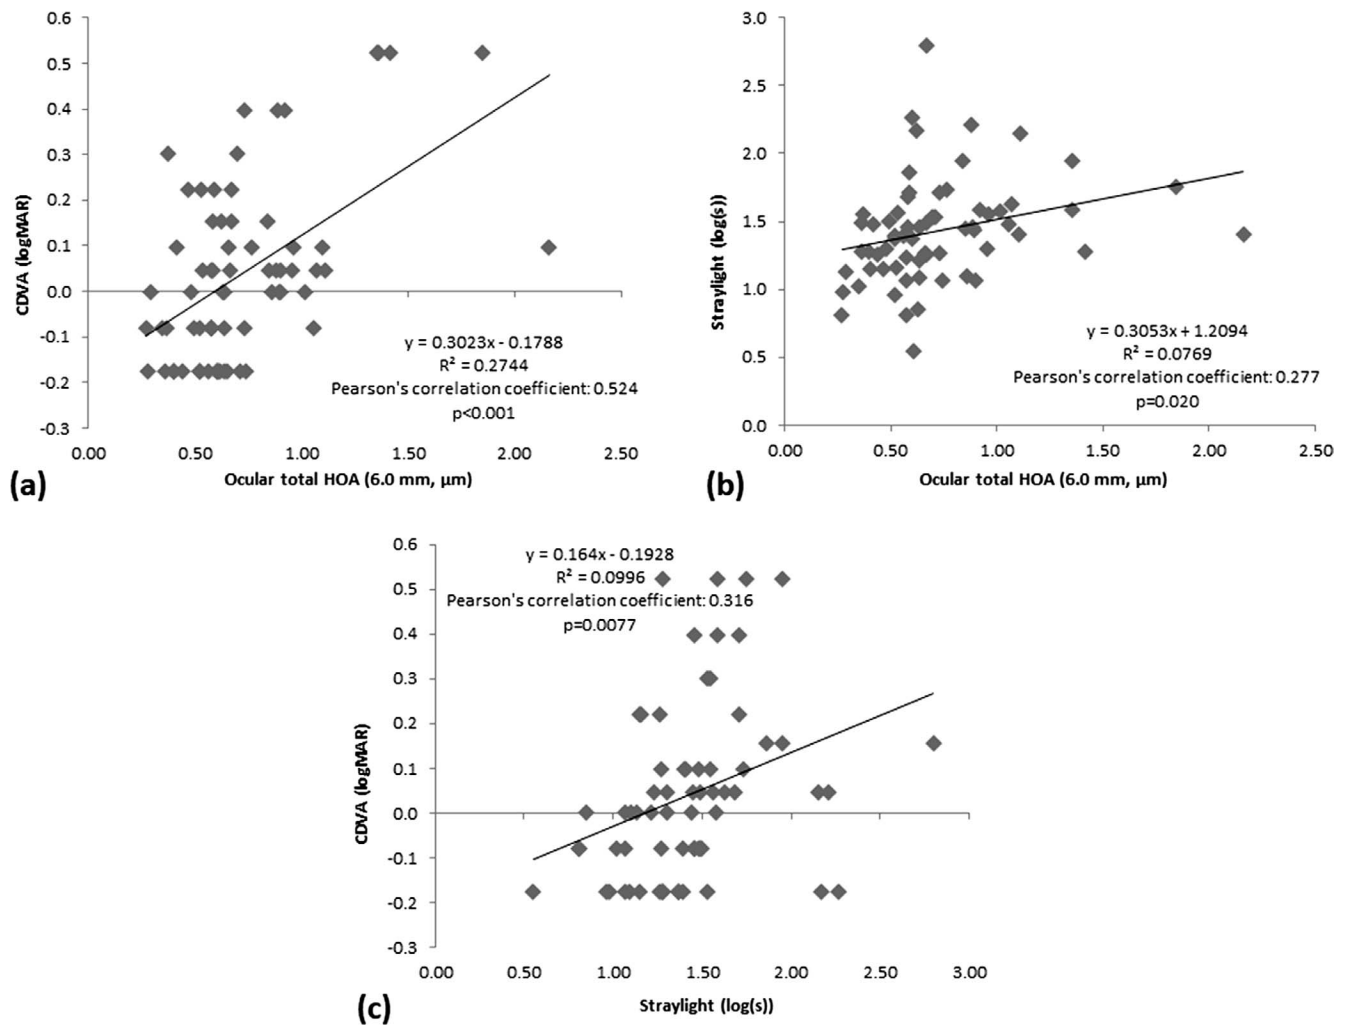 0.6
0.5
0.4
0.3
0.2
0.1
0.0
-0.1
-0.2
-0.3
CDVA (logMAR)
y = 0.3023x - 0.1788
R² = 0.2744
Pearson's correlation coefficient: 0.524
p<0.001
0.00 0.50 1.00 1.50 2.00 2.50
Ocular total HOA (6.0 mm, µm)
(a)
3.0
2.5
2.0
1.5
1.0
0.5
0.0
Straylight (log(s))
y = 0.3053x + 1.2094
R² = 0.0769
Pearson's correlation coefficient: 0.277
p=0.020
0.00 0.50 1.00 1.50 2.00 2.50
Ocular total HOA (6.0 mm, µm)
(b)
0.6
0.5
0.4
0.3
0.2
0.1
0.0
-0.1
-0.2
-0.3
CDVA (logMAR)
y = 0.164x - 0.1928
R² = 0.0996
Pearson's correlation coefficient: 0.316
p=0.0077
0.00 0.50 1.00 1.50 2.00 2.50 3.00
Straylight (log(s))
(c)